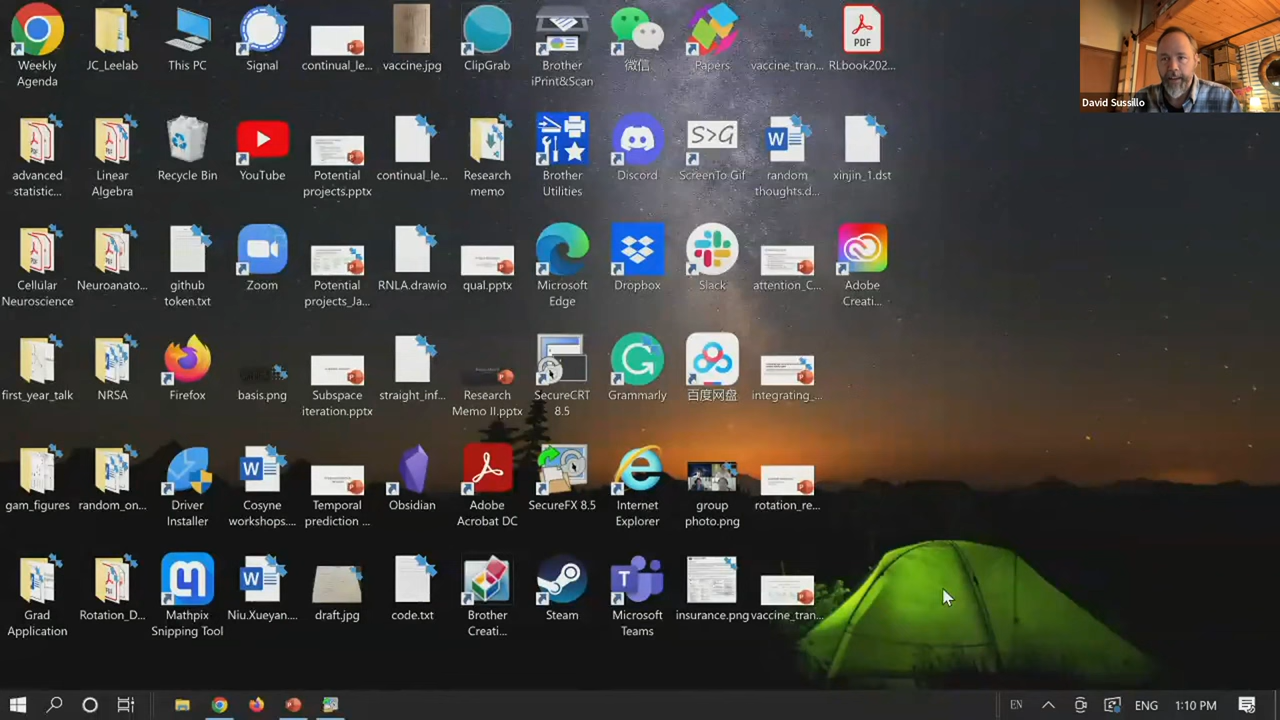 David Sussillo
Weekly
Agenda
JC_Leelab
This PC
Signal
continual_le...
vaccine.jpg
ClipGrab
Brother
iPrint&Scan
微信
Papers
vaccine_tran...
PDF
RLbook202...
advanced
statistic...
Linear
Algebra
Recycle Bin
YouTube
Potential
projects.pptx
continual_le...
Research
memo
Brother
Utilities
Discord
S>G
ScreenTo Gif
random
thoughts.d...
xinjin_1.dst
Cellular
Neuroscience
Neuroanato...
github
token.txt
Zoom
Potential
projects_Ja...
RNLA.drawio
qual.pptx
Microsoft
Edge
Dropbox
Slack
attention_C...
Adobe
Creati...
first_year_talk
NRSA
Firefox
basis.png
Subspace
iteration.pptx
straight_inf...
Research
Memo II.pptx
SecureCRT
8.5
Grammarly
百度网盘
integrating_...
gam_figures
random_on...
Driver
Installer
Cosyne
workshops....
Temporal
prediction ...
Obsidian
Adobe
Acrobat DC
SecureFX 8.5
Internet
Explorer
group
photo.png
rotation_re...
Grad
Application
Rotation_D...
Mathpix
Snipping Tool
Niu.Xueyan....
draft.jpg
code.txt
Brother
Creati...
Steam
Microsoft
Teams
insurance.png
vaccine_tran...
EN
ENG
1:10 PM